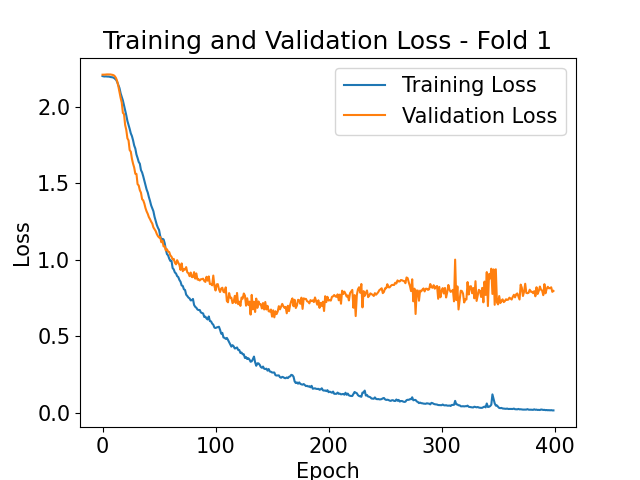 Training and Validation Loss - Fold 1
Training Loss
Validation Loss
Loss
2.0
1.5
1.0
0.5
0.0
0 100 200 300 400
Epoch